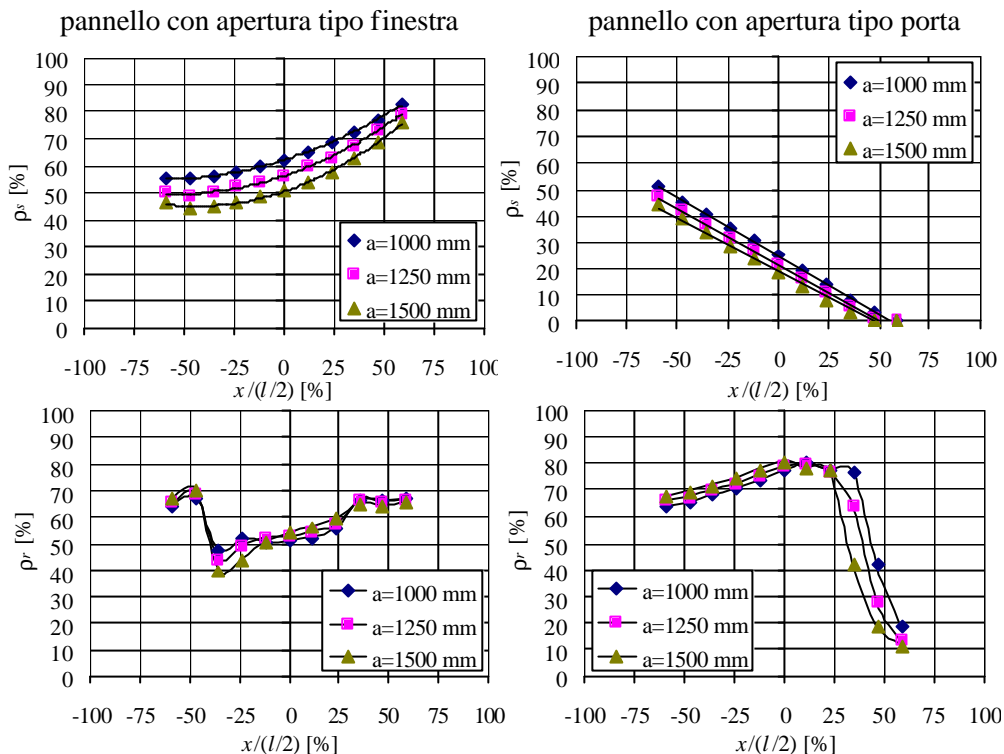 pannello con apertura tipo finestra
pannello con apertura tipo porta
100
90
80
70
60
50
40
30
20
10
0
ρs [%]
a=1000 mm
a=1250 mm
a=1500 mm
-100 -75 -50 -25 0 25 50 75 100
x/(l/2) [%]
100
90
80
70
60
50
40
30
20
10
0
ρs [%]
a=1000 mm
a=1250 mm
a=1500 mm
-100 -75 -50 -25 0 25 50 75 100
x/(l/2) [%]
100
90
80
70
60
50
40
30
20
10
0
ρr [%]
a=1000 mm
a=1250 mm
a=1500 mm
-100 -75 -50 -25 0 25 50 75 100
x/(l/2) [%]
100
90
80
70
60
50
40
30
20
10
0
ρr [%]
a=1000 mm
a=1250 mm
a=1500 mm
-100 -75 -50 -25 0 25 50 75 100
x/(l/2) [%]